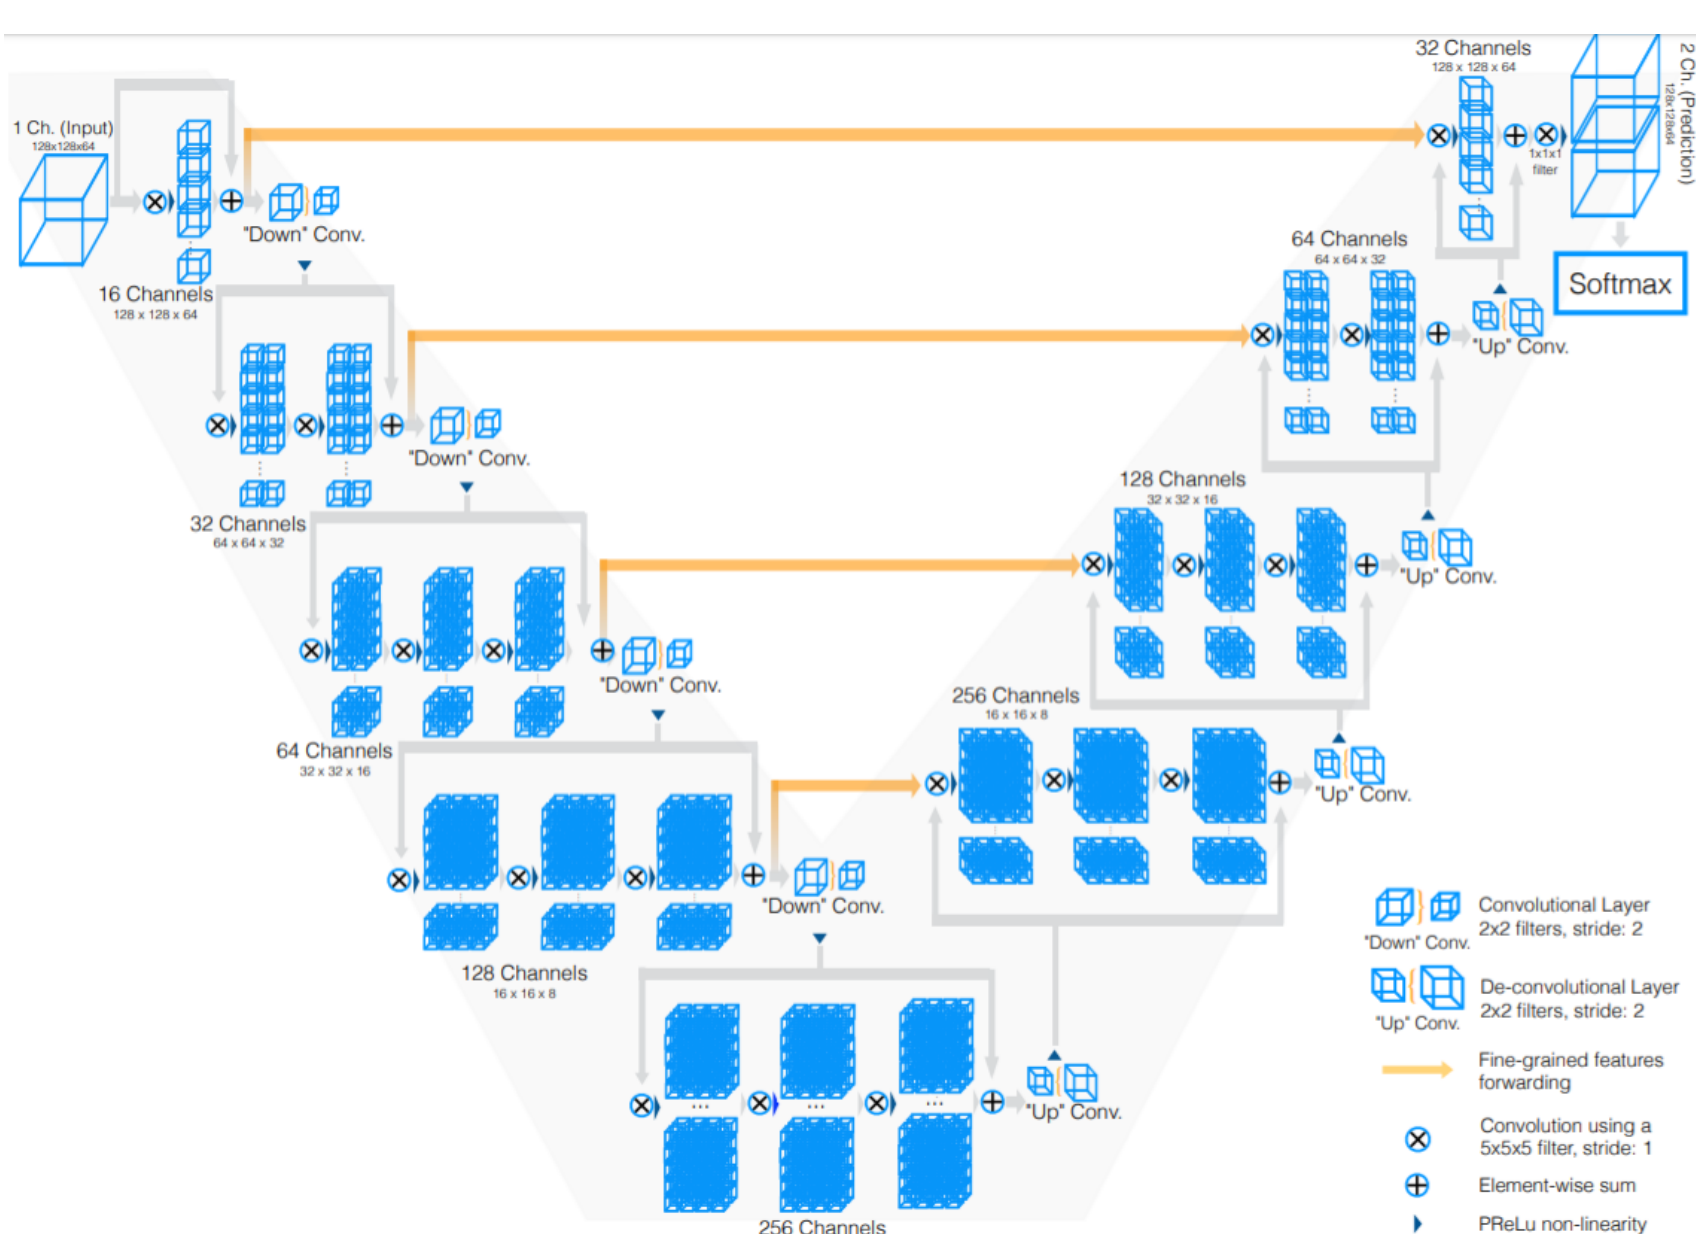 1 Ch. (Input)
128x128x64
16 Channels
128 x 128 x 64
"Down" Conv.
32 Channels
64 x 64 x 32
"Down" Conv.
64 Channels
32 x 32 x 16
"Down" Conv.
128 Channels
16 x 16 x 8
"Down" Conv.
256 Channels
"Up" Conv.
256 Channels
16 x 16 x 8
"Up" Conv.
128 Channels
32 x 32 x 16
"Up" Conv.
64 Channels
64 x 64 x 32
"Up" Conv.
32 Channels
128 x 128 x 64
1x1x1
filter
2 Ch. (Prediction)
128x128x64
Softmax
"Down" Conv.
Convolutional Layer
2x2 filters, stride: 2
"Up" Conv.
De-convolutional Layer
2x2 filters, stride: 2
Fine-grained features
forwarding
Convolution using a
5x5x5 filter, stride: 1
Element-wise sum
PReLu non-linearity